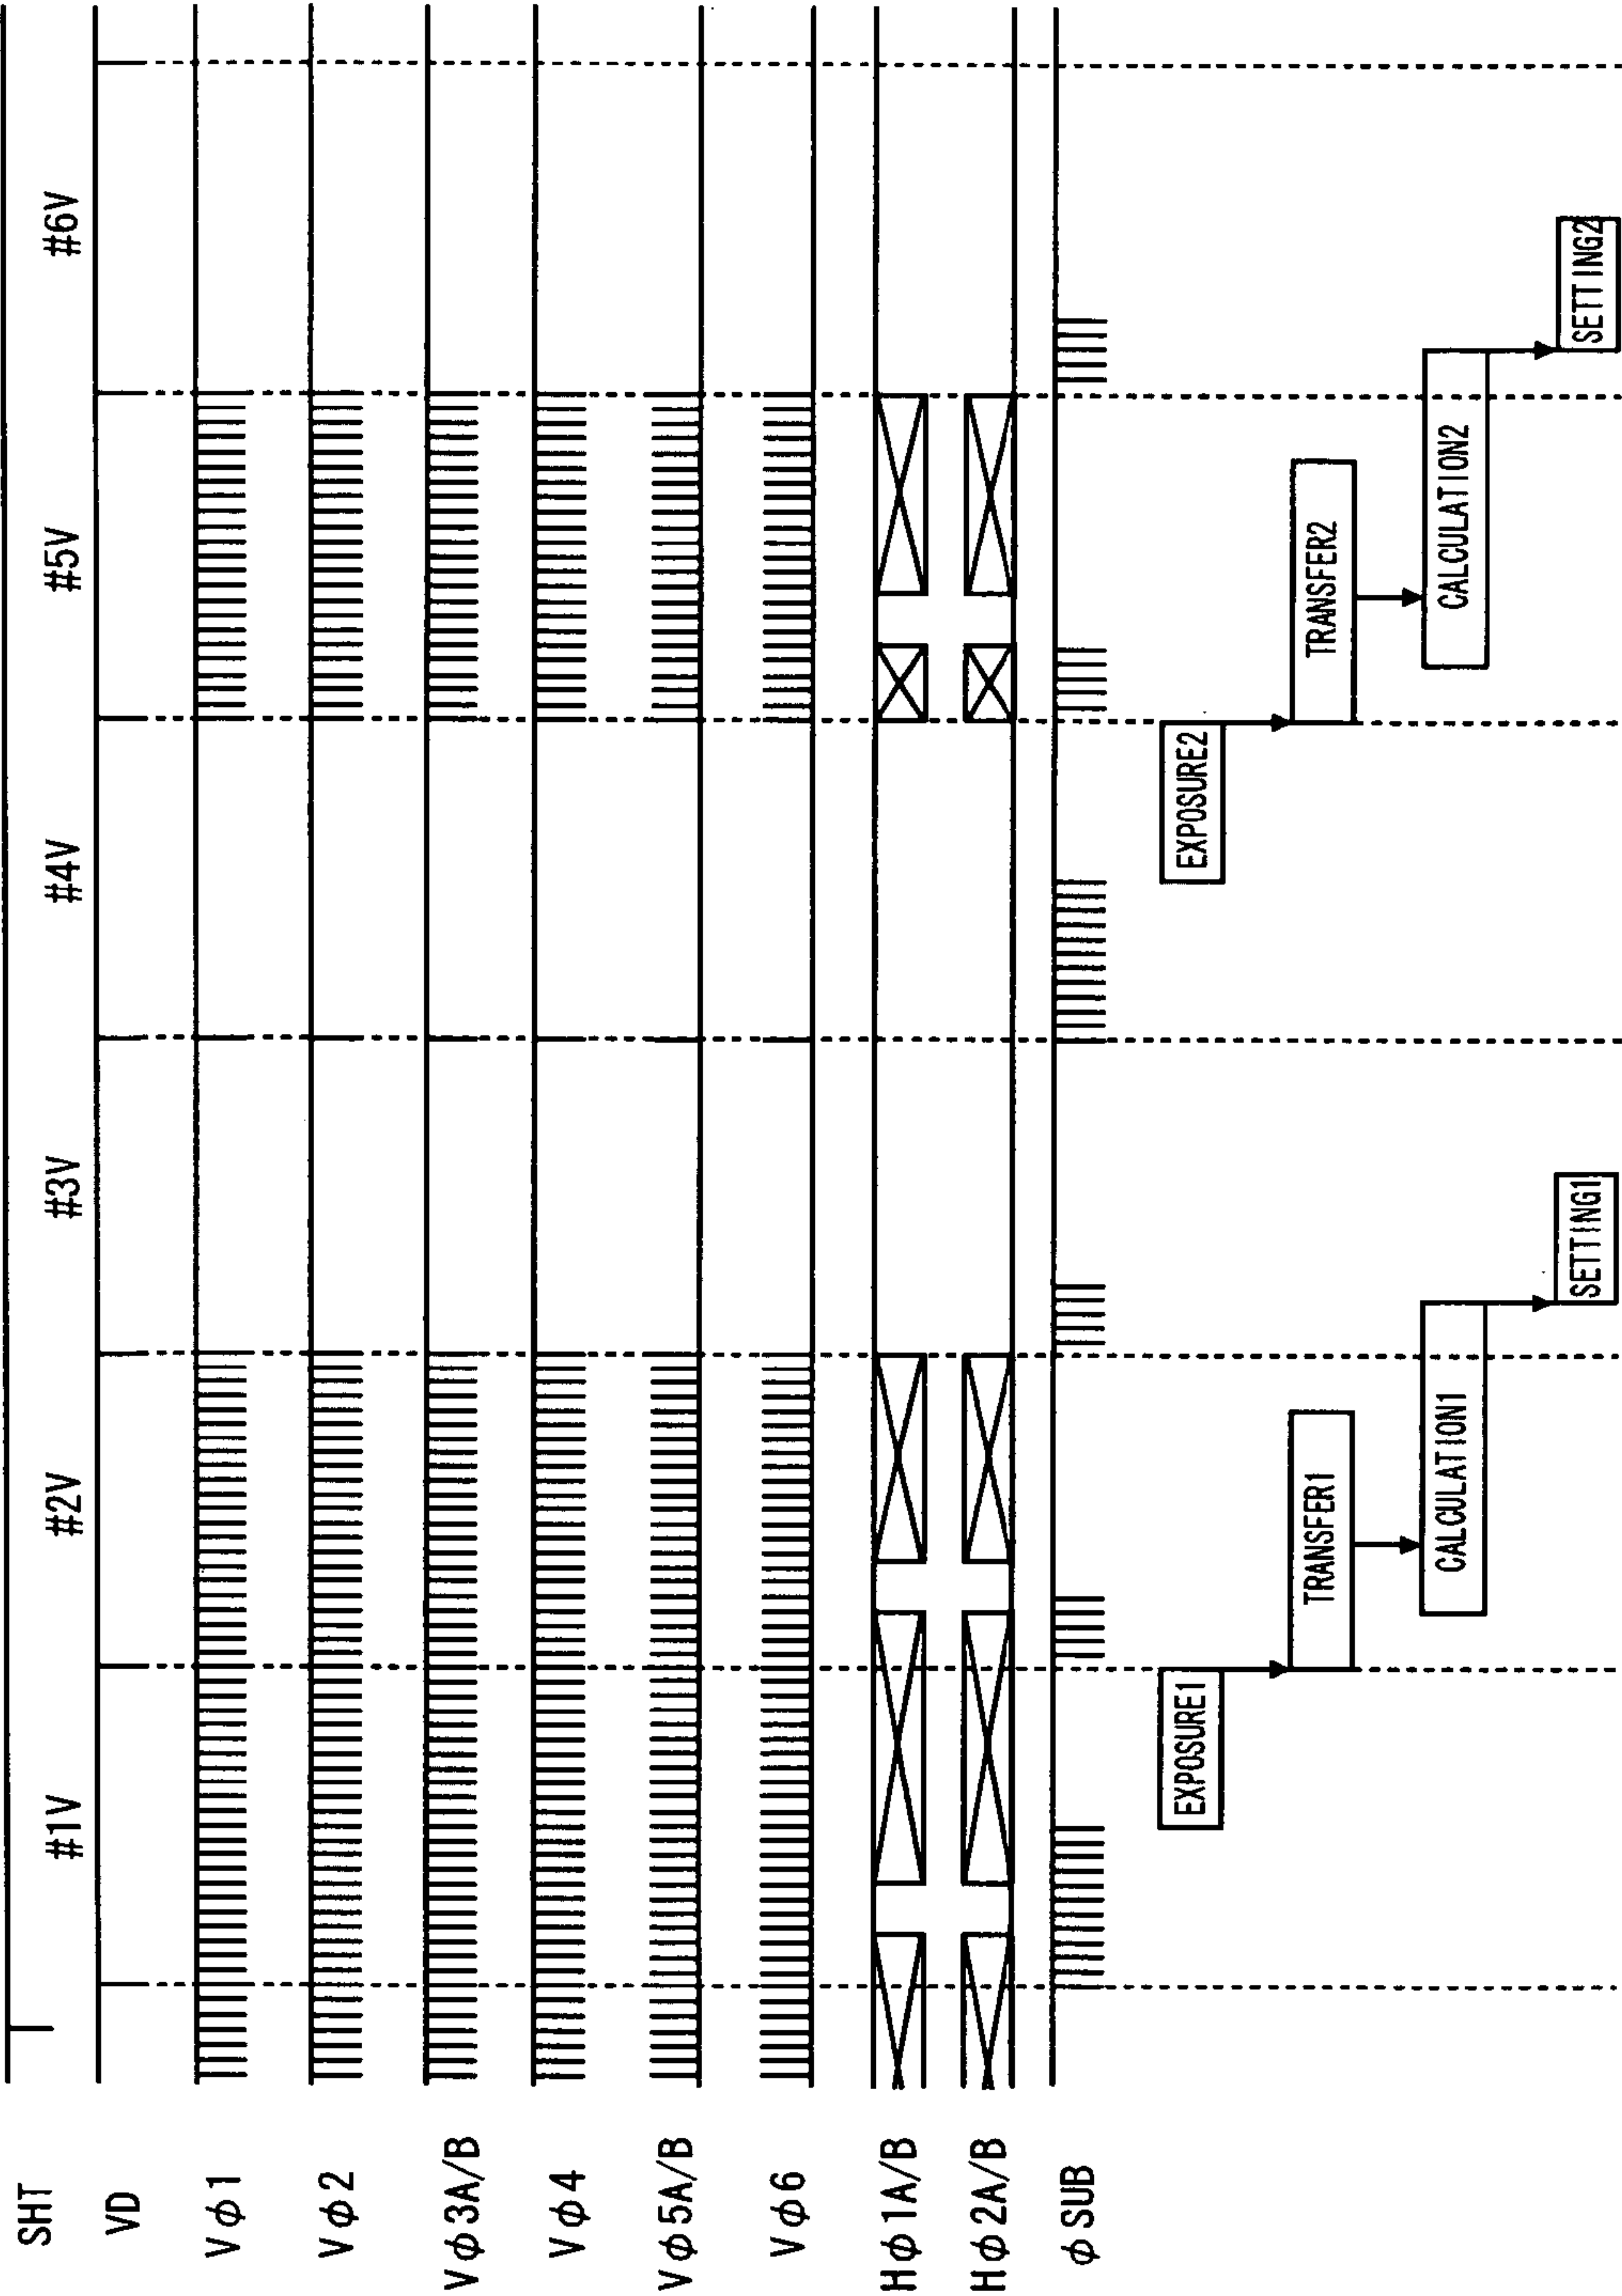 SHT
#1V #2V #3V #4V #5V #6V
VD
Vφ1
Vφ2
Vφ3A/B
Vφ4
Vφ5A/B
Vφ6
Hφ1A/B
Hφ2A/B
φSUB
EXPOSURE1 EXPOSURE2
TRANSFER1 TRANSFER2
CALCULATION1 CALCULATION2
SETTING1 SETTING2